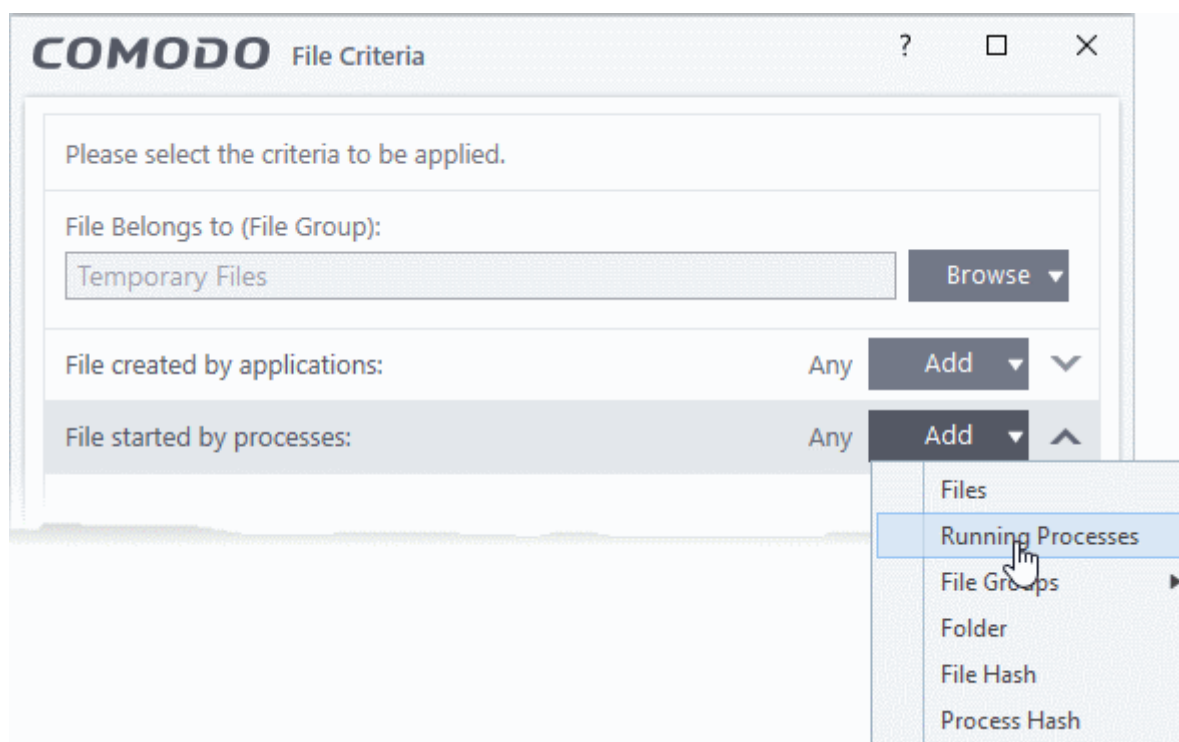 COMODO File Criteria ?
Please select the criteria to be applied.
File Belongs to (File Group):
Temporary Files Browse
File created by applications: Any Add
File started by processes: Any Add
Files
Running Processes
File Groups
Folder
File Hash
Process Hash